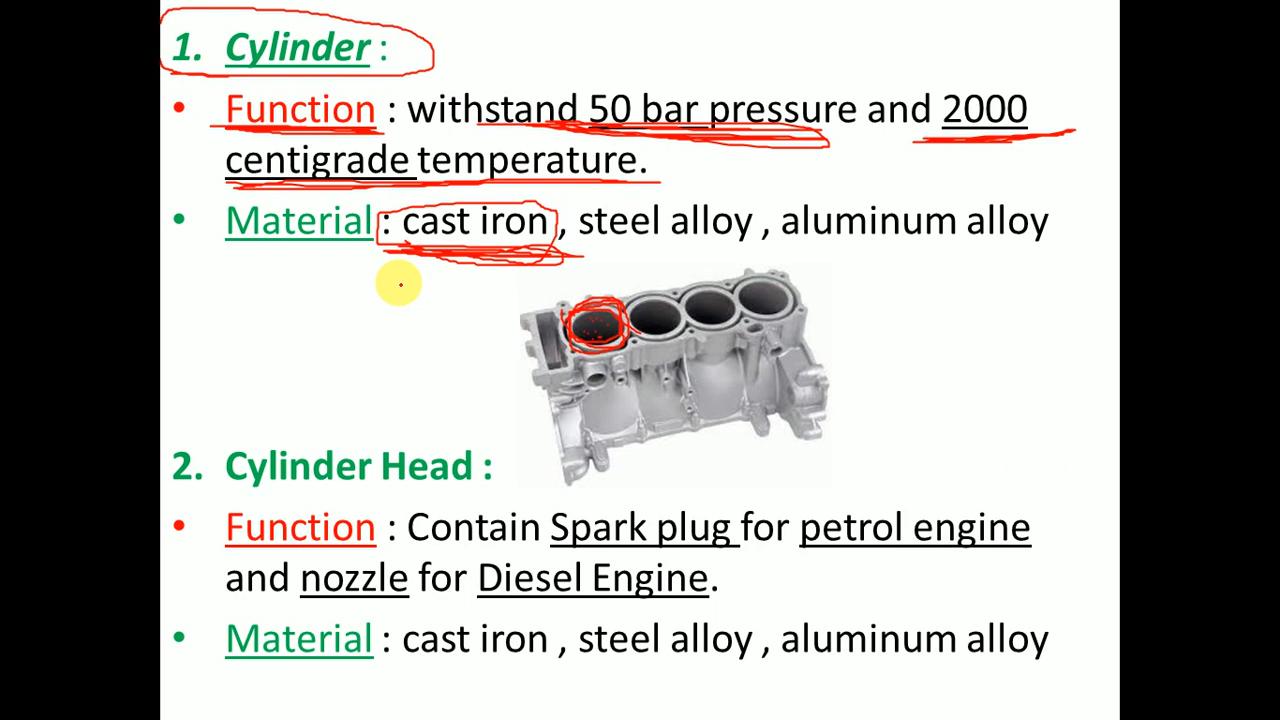 1. Cylinder :
• Function : withstand 50 bar pressure and 2000
centigrade temperature.
• Material : cast iron , steel alloy , aluminum alloy
2. Cylinder Head :
• Function : Contain Spark plug for petrol engine
and nozzle for Diesel Engine.
• Material : cast iron , steel alloy , aluminum alloy